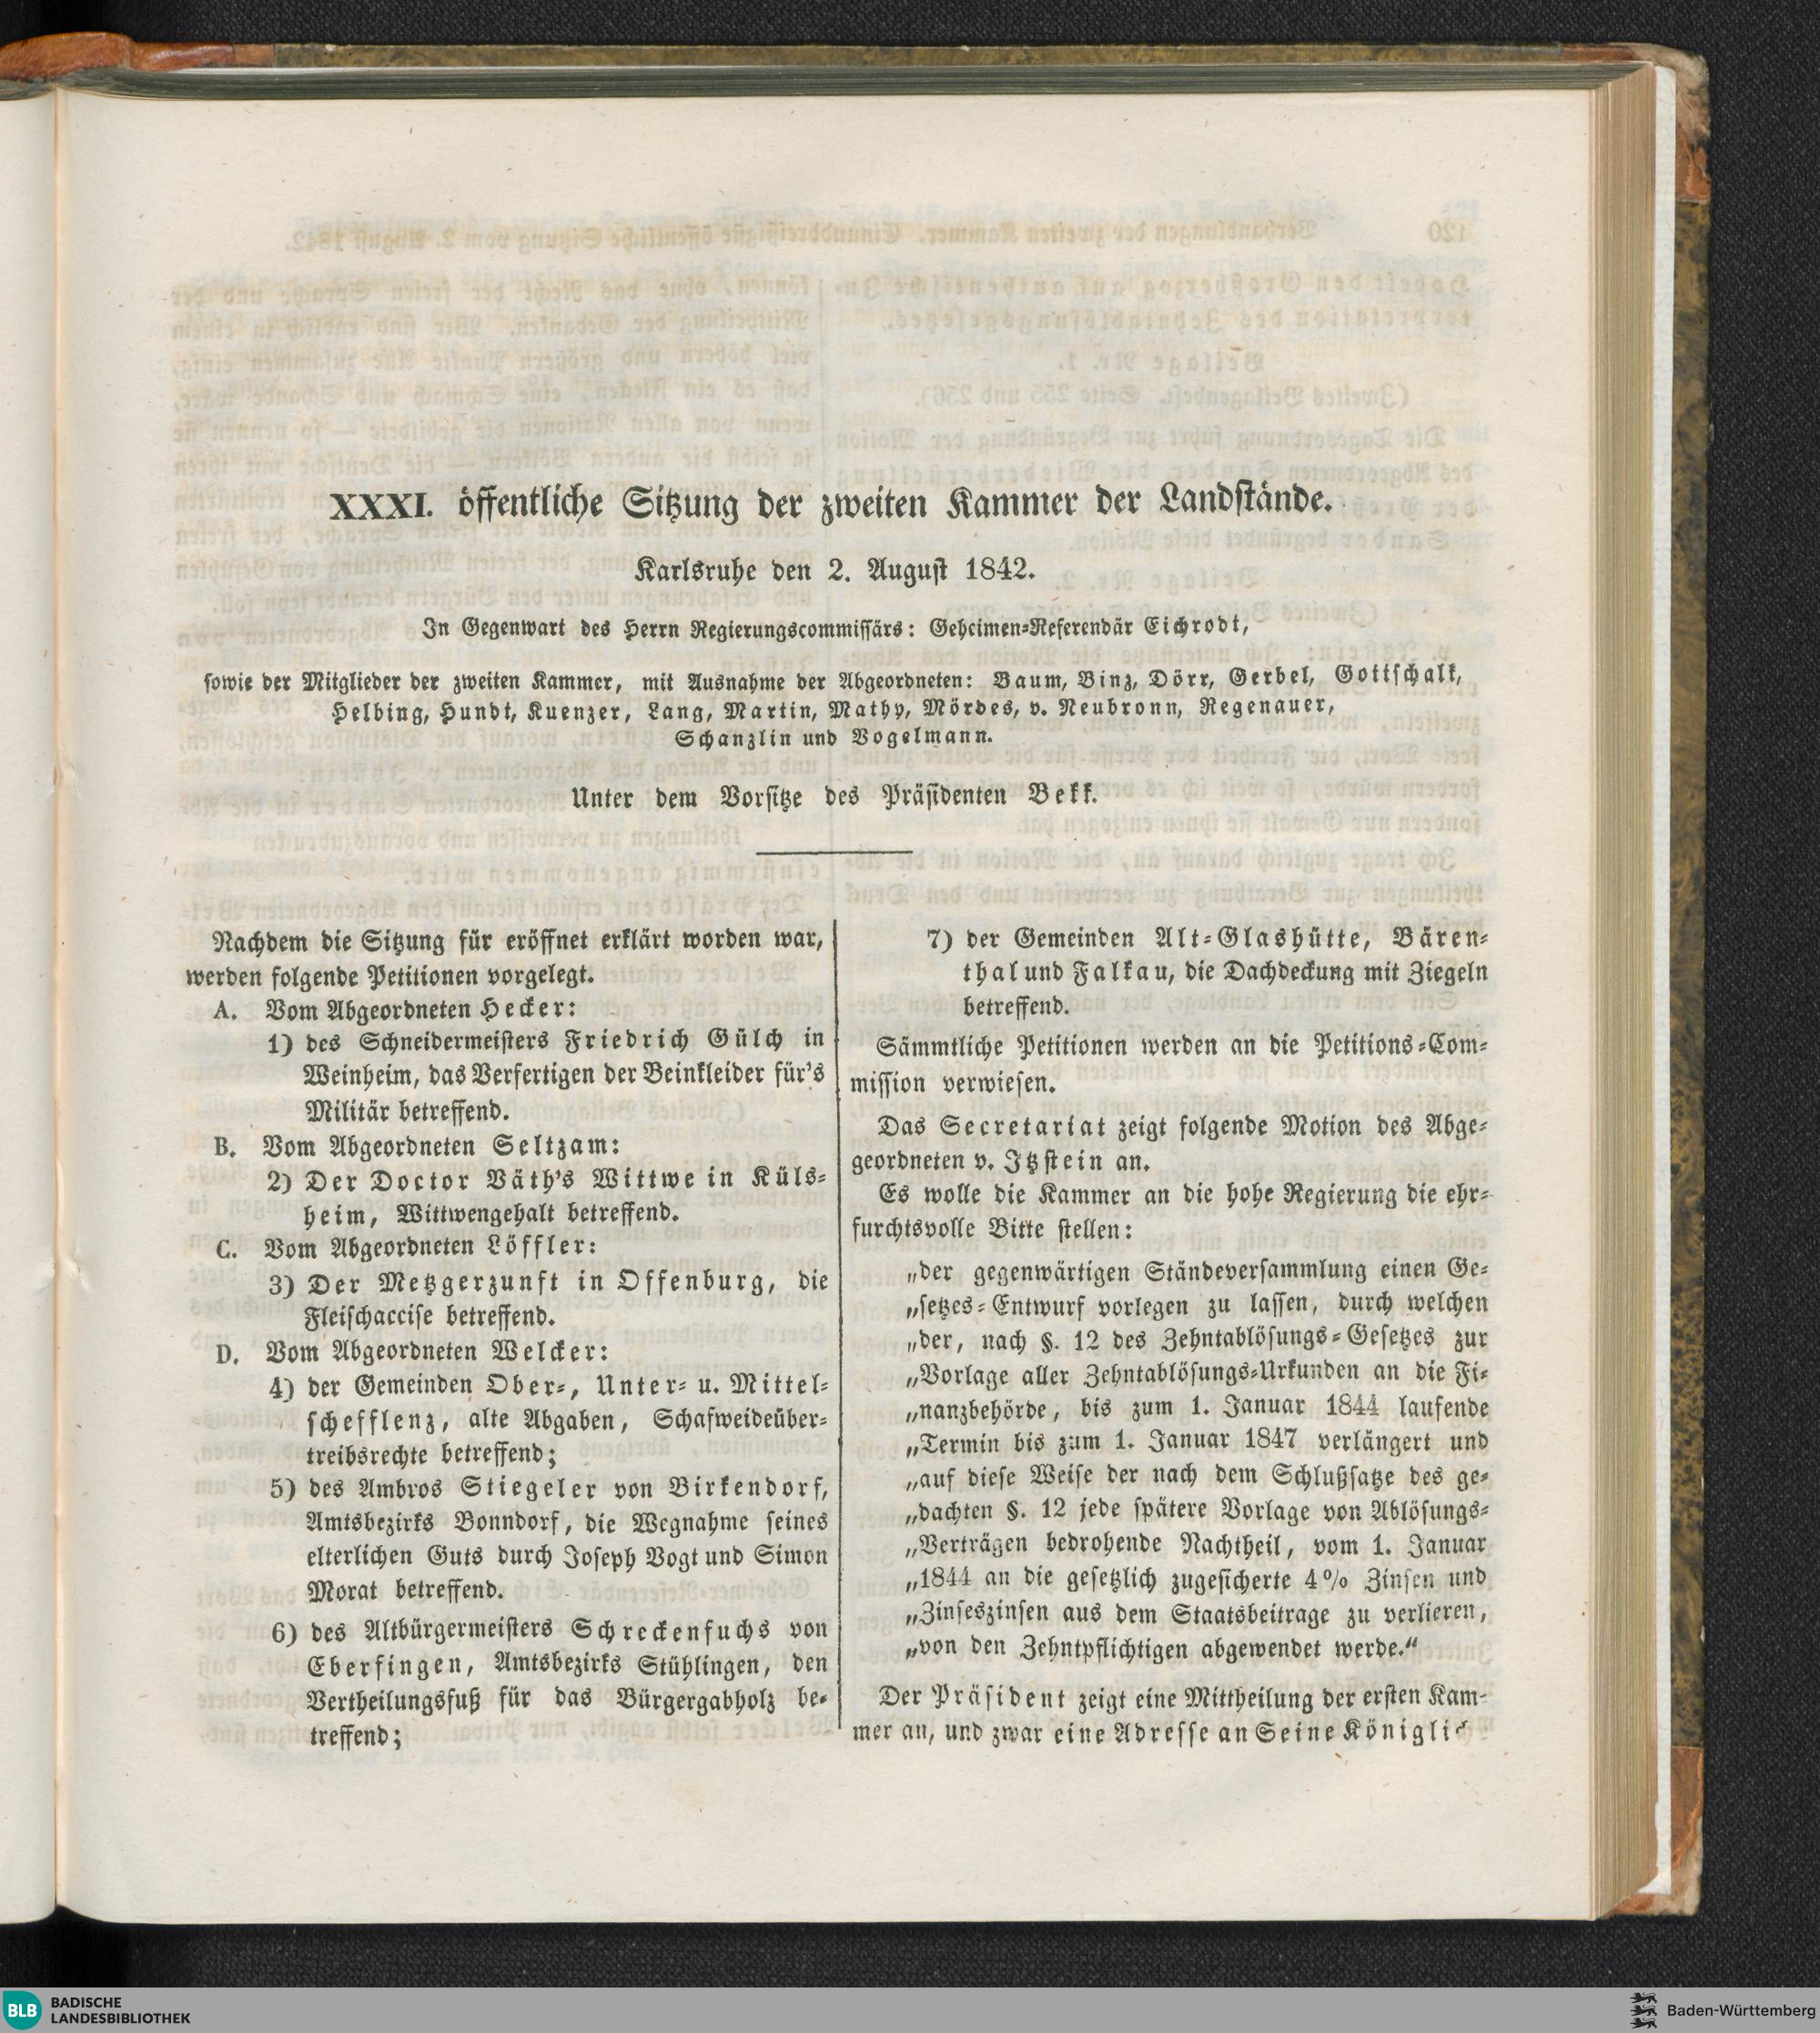 XXXI. öffentliche Sitzung der zweiten Kammer der Landstände.
Karlsruhe den 2. August 1842.
In Gegenwart des Herrn Regierungscommissärs: Geheimen-Referendär Eichrodt,
sowie der Mitglieder der zweiten Kammer, mit Ausnahme der Abgeordneten: Baum, Binz, Dörr, Gerbel, Gottschalk,
Helbing, Hundt, Kuenzer, Lang, Martin, Mathy, Mördes, v. Neubronn, Regenauer,
Schanzlin und Vogelmann.
Unter dem Vorsitze des Präsidenten Bekk.
Nachdem die Sitzung für eröffnet erklärt worden war,
werden folgende Petitionen vorgelegt.
A. Vom Abgeordneten Hecker:
1) des Schneidermeisters Friedrich Gülch in
Weinheim, das Verfertigen der Beinkleider für's
Militär betreffend.
B. Vom Abgeordneten Seltzam:
2) Der Doctor Väth's Wittwe in Küls-
heim, Wittwengehalt betreffend.
C. Vom Abgeordneten Löffler:
3) Der Metzgerzunft in Offenburg, die
Fleischaccise betreffend.
D. Vom Abgeordneten Welcker:
4) der Gemeinden Ober-, Unter- u. Mittel-
schefflenz, alte Abgaben, Schafweideüber-
treibsrechte betreffend;
5) des Ambros Stiegeler von Birkendorf,
Amtsbezirks Bonndorf, die Wegnahme seines
elterlichen Guts durch Joseph Vogt und Simon
Morat betreffend.
6) des Altbürgermeisters Schreckenfuchs von
Eberfingen, Amtsbezirks Stühlingen, den
Vertheilungsfuß für das Bürgergabholz be-
treffend;
7) der Gemeinden Alt-Glashütte, Bären-
thal und Falkau, die Dachdeckung mit Ziegeln
betreffend.
Sämmtliche Petitionen werden an die Petitions-Com-
mission verwiesen.
Das Secretariat zeigt folgende Motion des Abge-
geordneten v. Itzstein an.
Es wolle die Kammer an die hohe Regierung die ehr-
furchtsvolle Bitte stellen:
„der gegenwärtigen Ständeversammlung einen Ge-
„setzes-Entwurf vorlegen zu lassen, durch welchen
„der, nach §. 12 des Zehntablösungs-Gesetzes zur
„Vorlage aller Zehntablösungs-Urkunden an die Fi-
„nanzbehörde, bis zum 1. Januar 1844 laufende
„Termin bis zum 1. Januar 1847 verlängert und
„auf diese Weise der nach dem Schlußsatze des ge-
„dachten §. 12 jede spätere Vorlage von Ablösungs-
„Verträgen bedrohende Nachtheil, vom 1. Januar
„1844 an die gesetzlich zugesicherte 4% Zinsen und
„Zinseszinsen aus dem Staatsbeitrage zu verlieren,
„von den Zehntpflichtigen abgewendet werde.“
Der Präsident zeigt eine Mittheilung der ersten Kam-
mer an, und zwar eine Adresse an Seine
BLB BADISCHE
LANDESBIBLIOTHEK
Baden-Württemberg